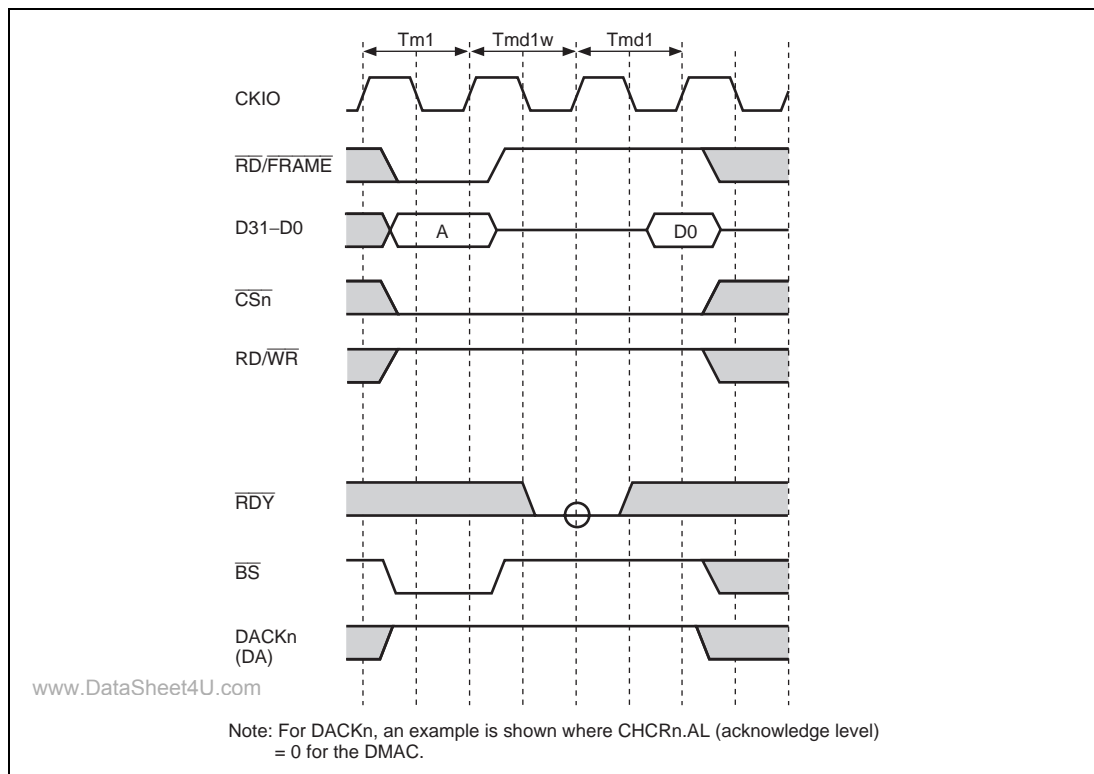 Tm1 Tmd1w Tmd1
CKIO
RD/FRAME
D31–D0 A D0
CSn
RD/WR
RDY
BS
DACKn
(DA)
www.DataSheet4U.com
Note: For DACKn, an example is shown where CHCRn.AL (acknowledge level)
= 0 for the DMAC.